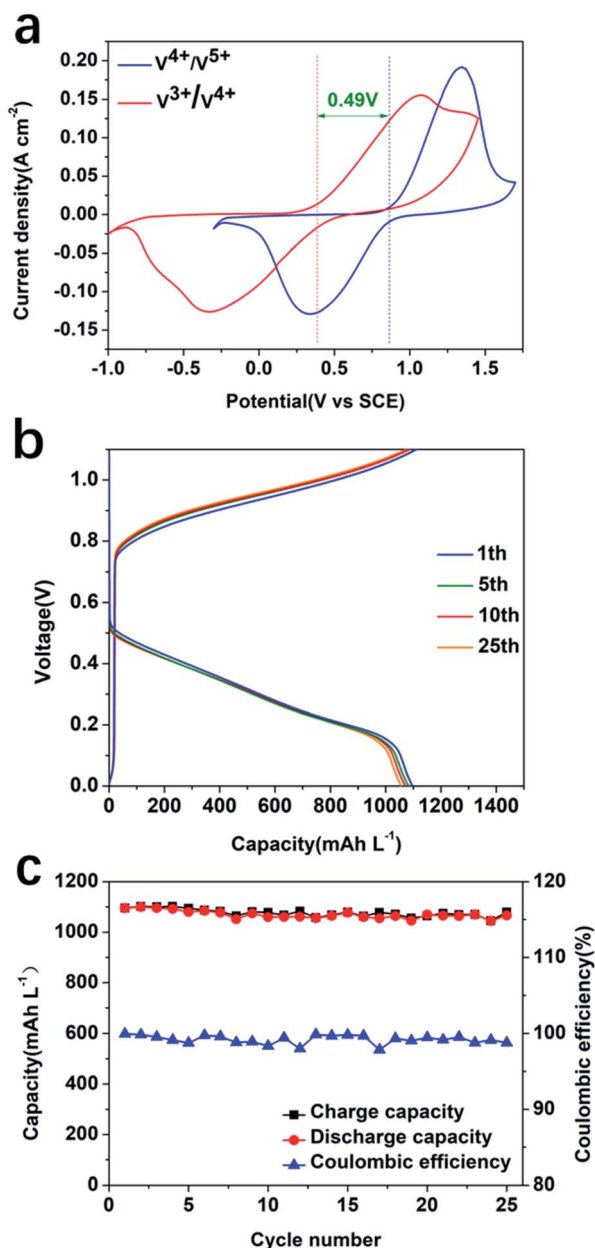 a
V4+/V5+
V3+/V4+
0.49V
0.20
0.15
0.10
0.05
0.00
-0.05
-0.10
-0.15
Current density(A cm-2)
-1.0 -0.5 0.0 0.5 1.0 1.5
Potential(V vs SCE)
b
1th
5th
10th
25th
1.0
0.8
0.6
0.4
0.2
0.0
Voltage(V)
0 200 400 600 800 1000 1200 1400
Capacity(mAh L-1)
c
1200
1000
800
600
400
200
0
Capacity(mAh L-1)
120
110
100
90
80
Coulombic efficiency(%)
Charge capacity
Discharge capacity
Coulombic efficiency
0 5 10 15 20 25
Cycle number